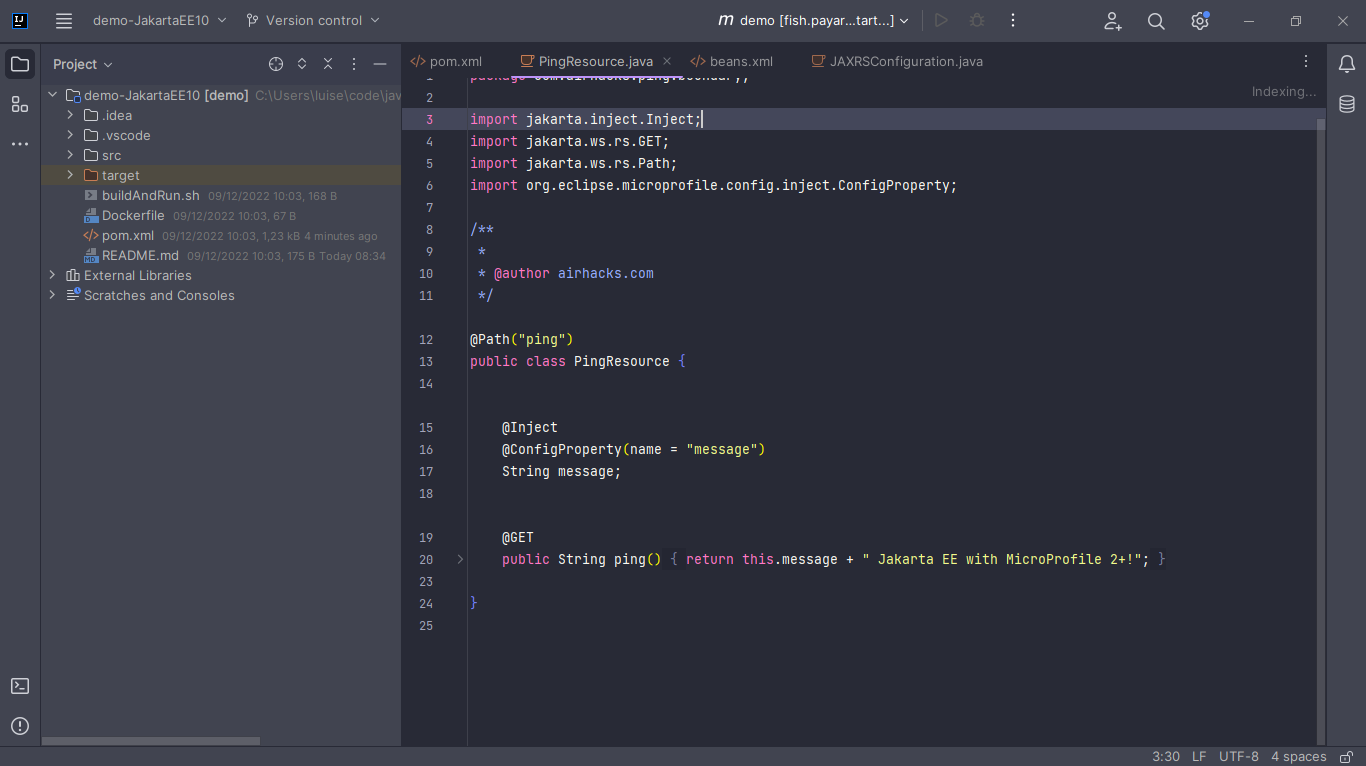 demo-JakartaEE10 Version control demo [fish.payar...tart...]
Project
pom.xml PingResource.java beans.xml JAXRSConfiguration.java
Indexing...
demo-JakartaEE10 [demo] C:\Users\luise\code\jav
.idea
.vscode
src
target
buildAndRun.sh 09/12/2022 10:03, 168 B
Dockerfile 09/12/2022 10:03, 67 B
pom.xml 09/12/2022 10:03, 1,23 kB 4 minutes ago
README.md 09/12/2022 10:03, 175 B Today 08:34
External Libraries
Scratches and Consoles
2
3 import jakarta.inject.Inject;
4 import jakarta.ws.rs.GET;
5 import jakarta.ws.rs.Path;
6 import org.eclipse.microprofile.config.inject.ConfigProperty;
7
8 /**
9 *
10 * @author airhacks.com
11 */
12 @Path("ping")
13 public class PingResource {
14
15 @Inject
16 @ConfigProperty(name = "message")
17 String message;
18
19 @GET
20 public String ping() { return this.message + " Jakarta EE with MicroProfile 2+!"; }
23
24 }
25
3:30 LF UTF-8 4 spaces